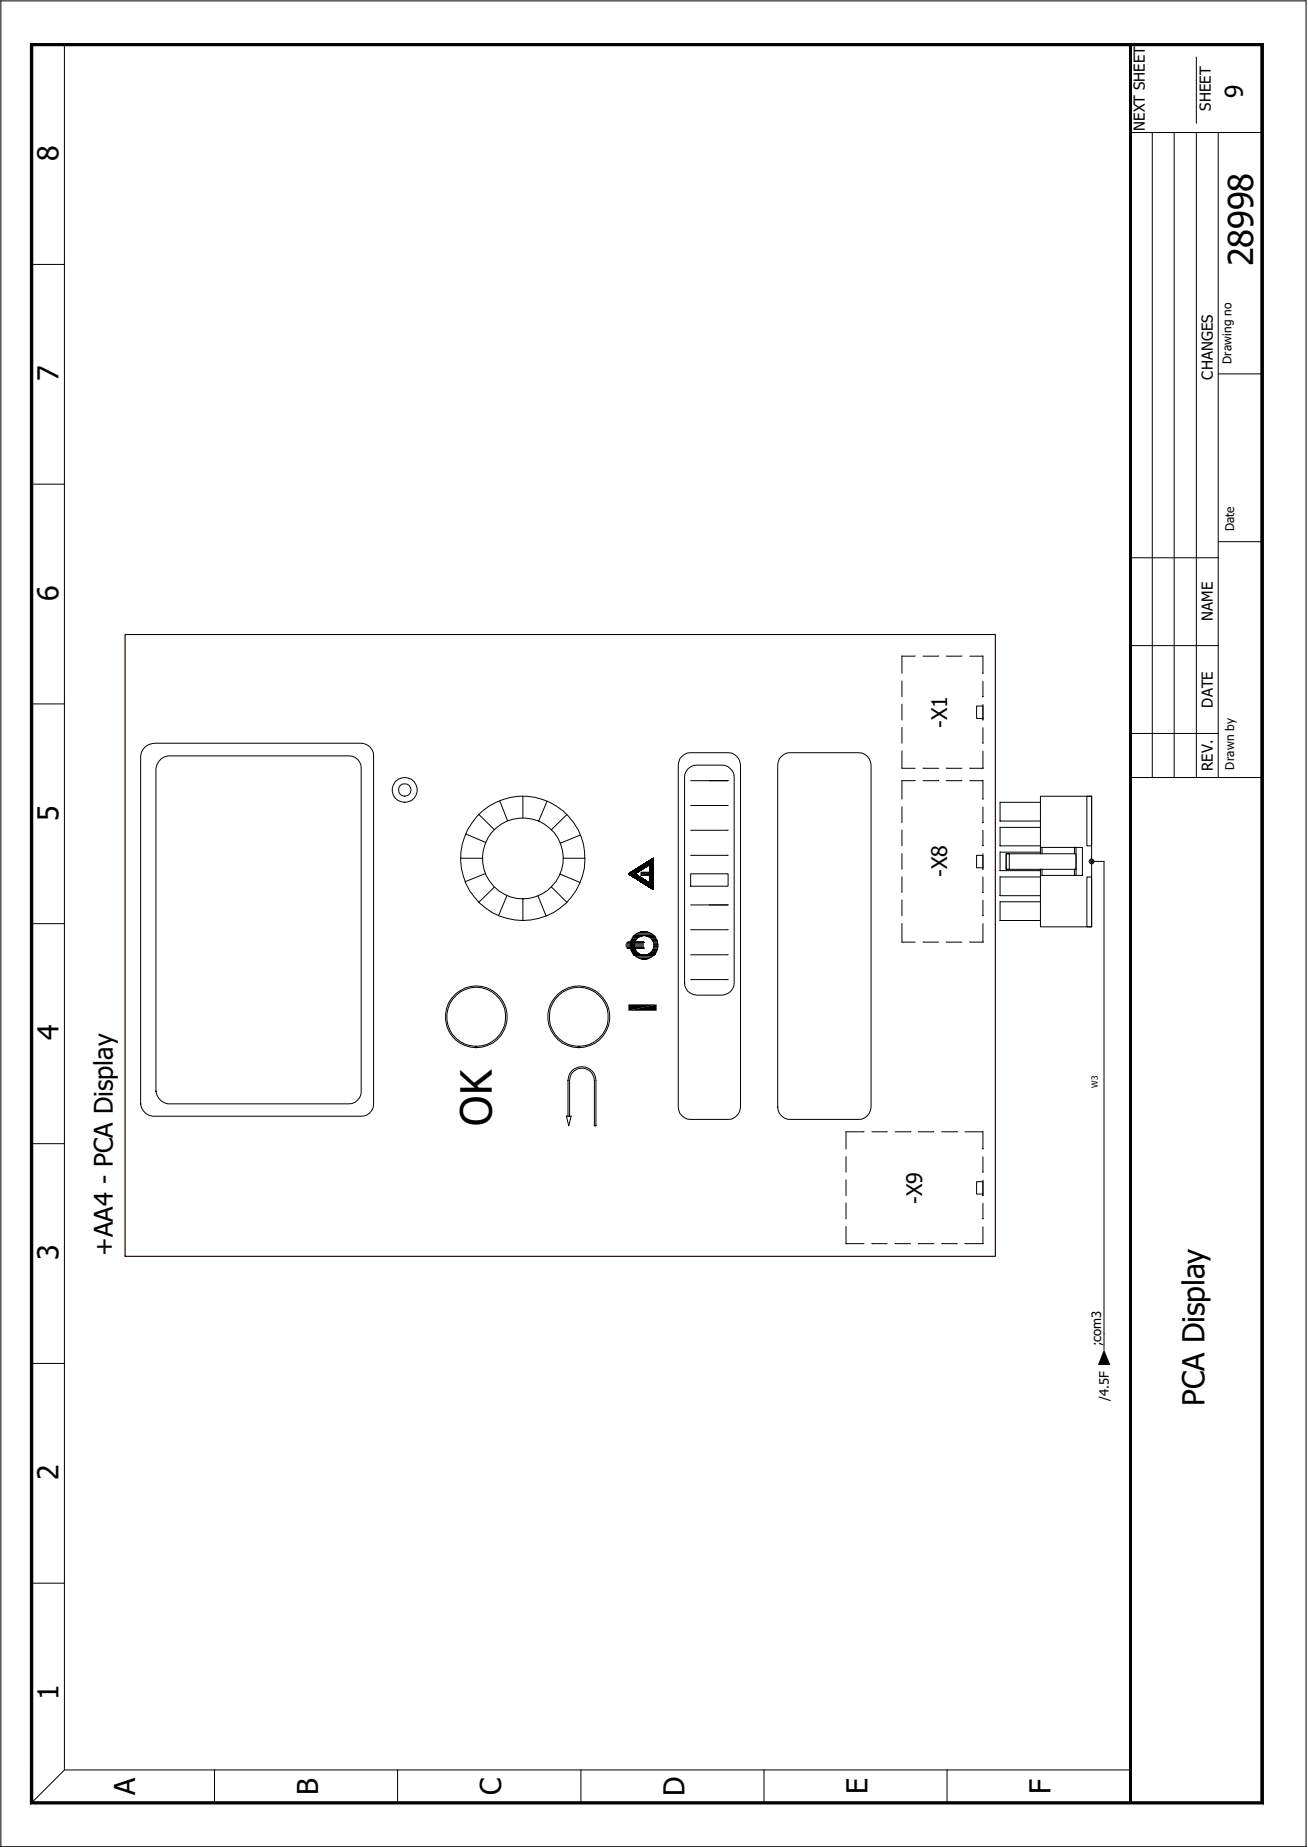 1 2 3 4 5 6 7 8
A
B
C
D
E
F
+AA4 - PCA Display
OK
-X9
-X8
-X1
W3
;com3
/4.5F
PCA Display
REV. DATE NAME CHANGES
Drawn by Date Drawing no
28998
NEXT SHEET
SHEET
9